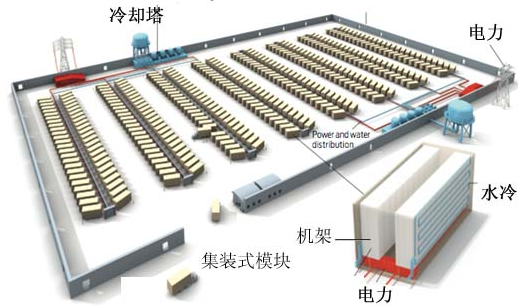 冷却塔
电力
Power and water
distribution
水冷
机架
集装式模块
电力